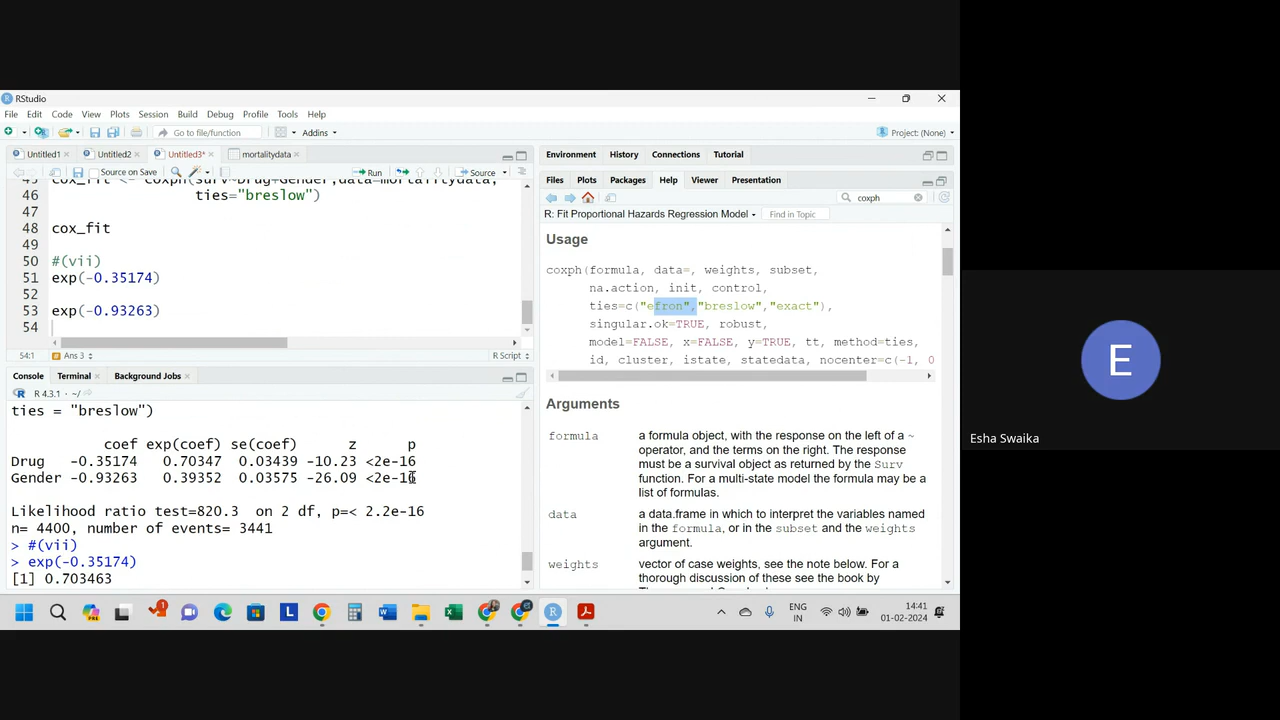 RStudio
File Edit Code View Plots Session Build Debug Profile Tools Help
Go to file/function Addins Project: (None)
Untitled1 Untitled2 Untitled3* mortalitydata
Source on Save Run Source
45 cox_fit <- coxph(Surv~Drug+Gender,data=mortalitydata,
46 ties="breslow")
47
48 cox_fit
49
50 #(vii)
51 exp(-0.35174)
52
53 exp(-0.93263)
54
54:1 Ans 3 R Script
Console Terminal Background Jobs
R 4.3.1 · ~/
ties = "breslow")
coef exp(coef) se(coef) z p
Drug -0.35174 0.70347 0.03439 -10.23 <2e-16
Gender -0.93263 0.39352 0.03575 -26.09 <2e-16
Likelihood ratio test=820.3 on 2 df, p=< 2.2e-16
n= 4400, number of events= 3441
> #(vii)
> exp(-0.35174)
[1] 0.703463
Environment History Connections Tutorial
Files Plots Packages Help Viewer Presentation
coxph
R: Fit Proportional Hazards Regression Model Find in Topic
Usage
coxph(formula, data=, weights, subset,
na.action, init, control,
ties=c("efron","breslow","exact"),
singular.ok=TRUE, robust,
model=FALSE, x=FALSE, y=TRUE, tt, method=ties,
id, cluster, istate, statedata, nocenter=c(-1, 0
Arguments
formula a formula object, with the response on the left of a ~
operator, and the terms on the right. The response
must be a survival object as returned by the Surv
function. For a multi-state model the formula may be a
list of formulas.
data a data.frame in which to interpret the variables named
in the formula, or in the subset and the weights
argument.
weights vector of case weights, see the note below. For a
thorough discussion of these see the book by
E
Esha Swaika
ENG
IN
14:41
01-02-2024